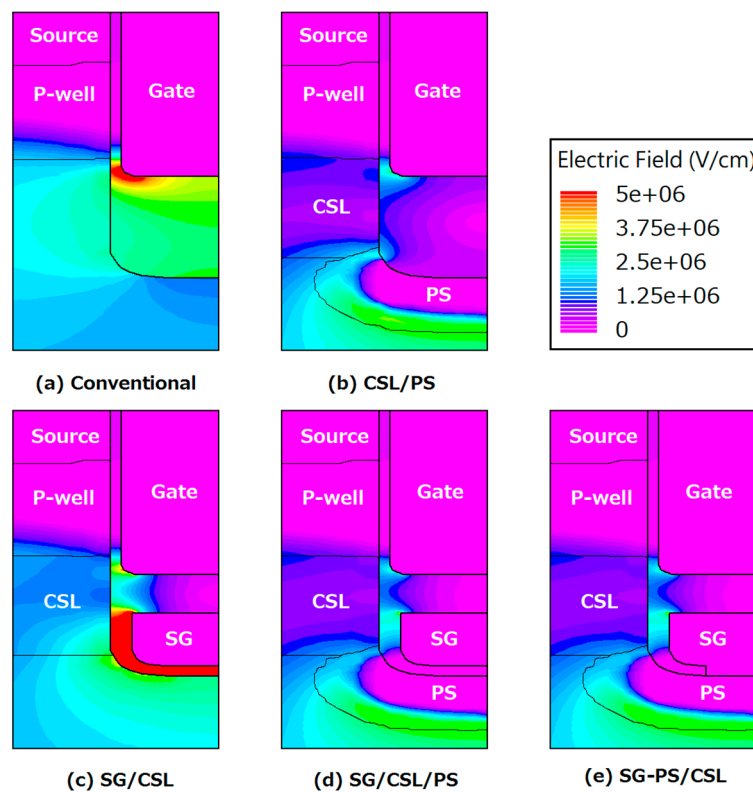 Source
P-well
Gate
(a) Conventional
Source
P-well
Gate
CSL
PS
(b) CSL/PS
Electric Field (V/cm)
5e+06
3.75e+06
2.5e+06
1.25e+06
0
Source
P-well
Gate
CSL
SG
(c) SG/CSL
Source
P-well
Gate
CSL
SG
PS
(d) SG/CSL/PS
Source
P-well
Gate
CSL
SG
PS
(e) SG-PS/CSL